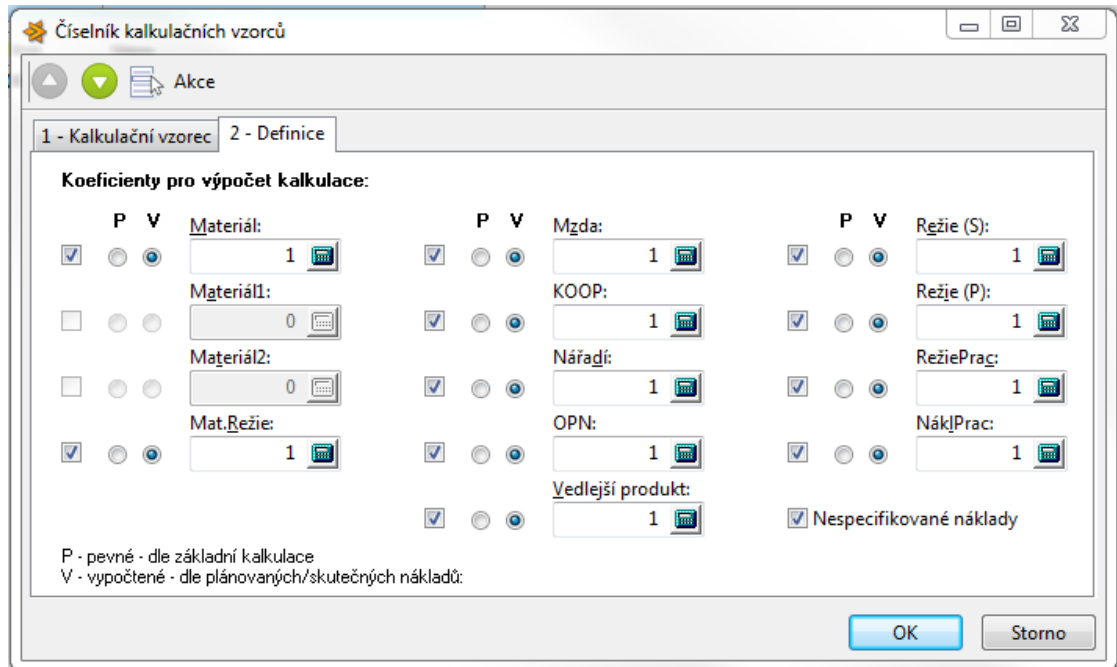 Číselník kalkulačních vzorců
Akce
1 - Kalkulační vzorec 2 - Definice
Koeficienty pro výpočet kalkulace:
P V Materiál: P V Mzda: P V Režie (S):
1 1 1
Materiál1: KOOP: Režie (P):
0 1 1
Materiál2: Nářadí: RežiePrac:
0 1 1
Mat.Režie: OPN: NáklPrac:
1 1 1
Vedlejší produkt:
1 Nespecifikované náklady
P - pevné - dle základní kalkulace
V - vypočtené - dle plánovaných/skutečných nákladů:
OK Storno